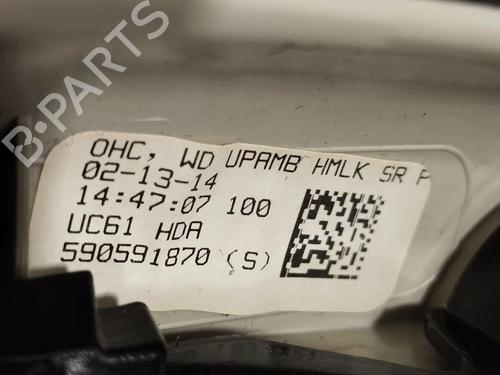 B-PARTS
OHC, WD UPAMB HMLK SR P
02-13-14
14:47:07 100
UC61 HDA
590591870 (S)